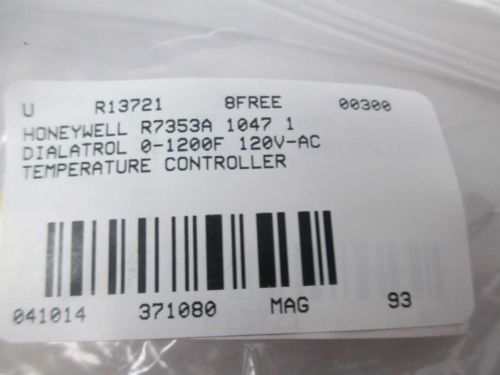 U R13721 8FREE 00300
HONEYWELL R7353A 1047 1
DIALATROL 0-1200F 120V-AC
TEMPERATURE CONTROLLER
041014 371080 MAG 93